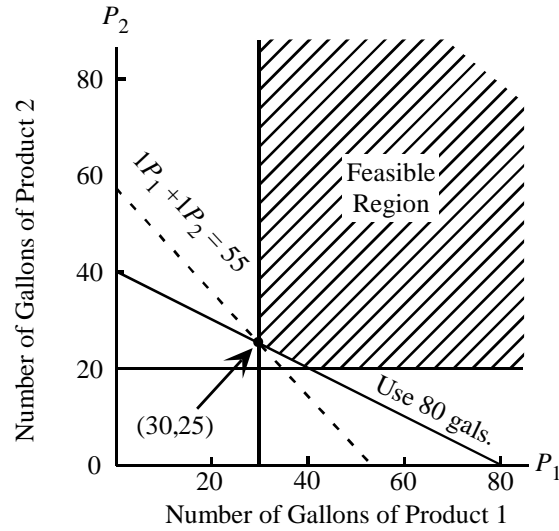 P2
Number of Gallons of Product 2
80
60
40
20
0
1P1 +1P2 = 55
Feasible
Region
Use 80 gals.
(30,25)
20
40
60
80
P1
Number of Gallons of Product 1